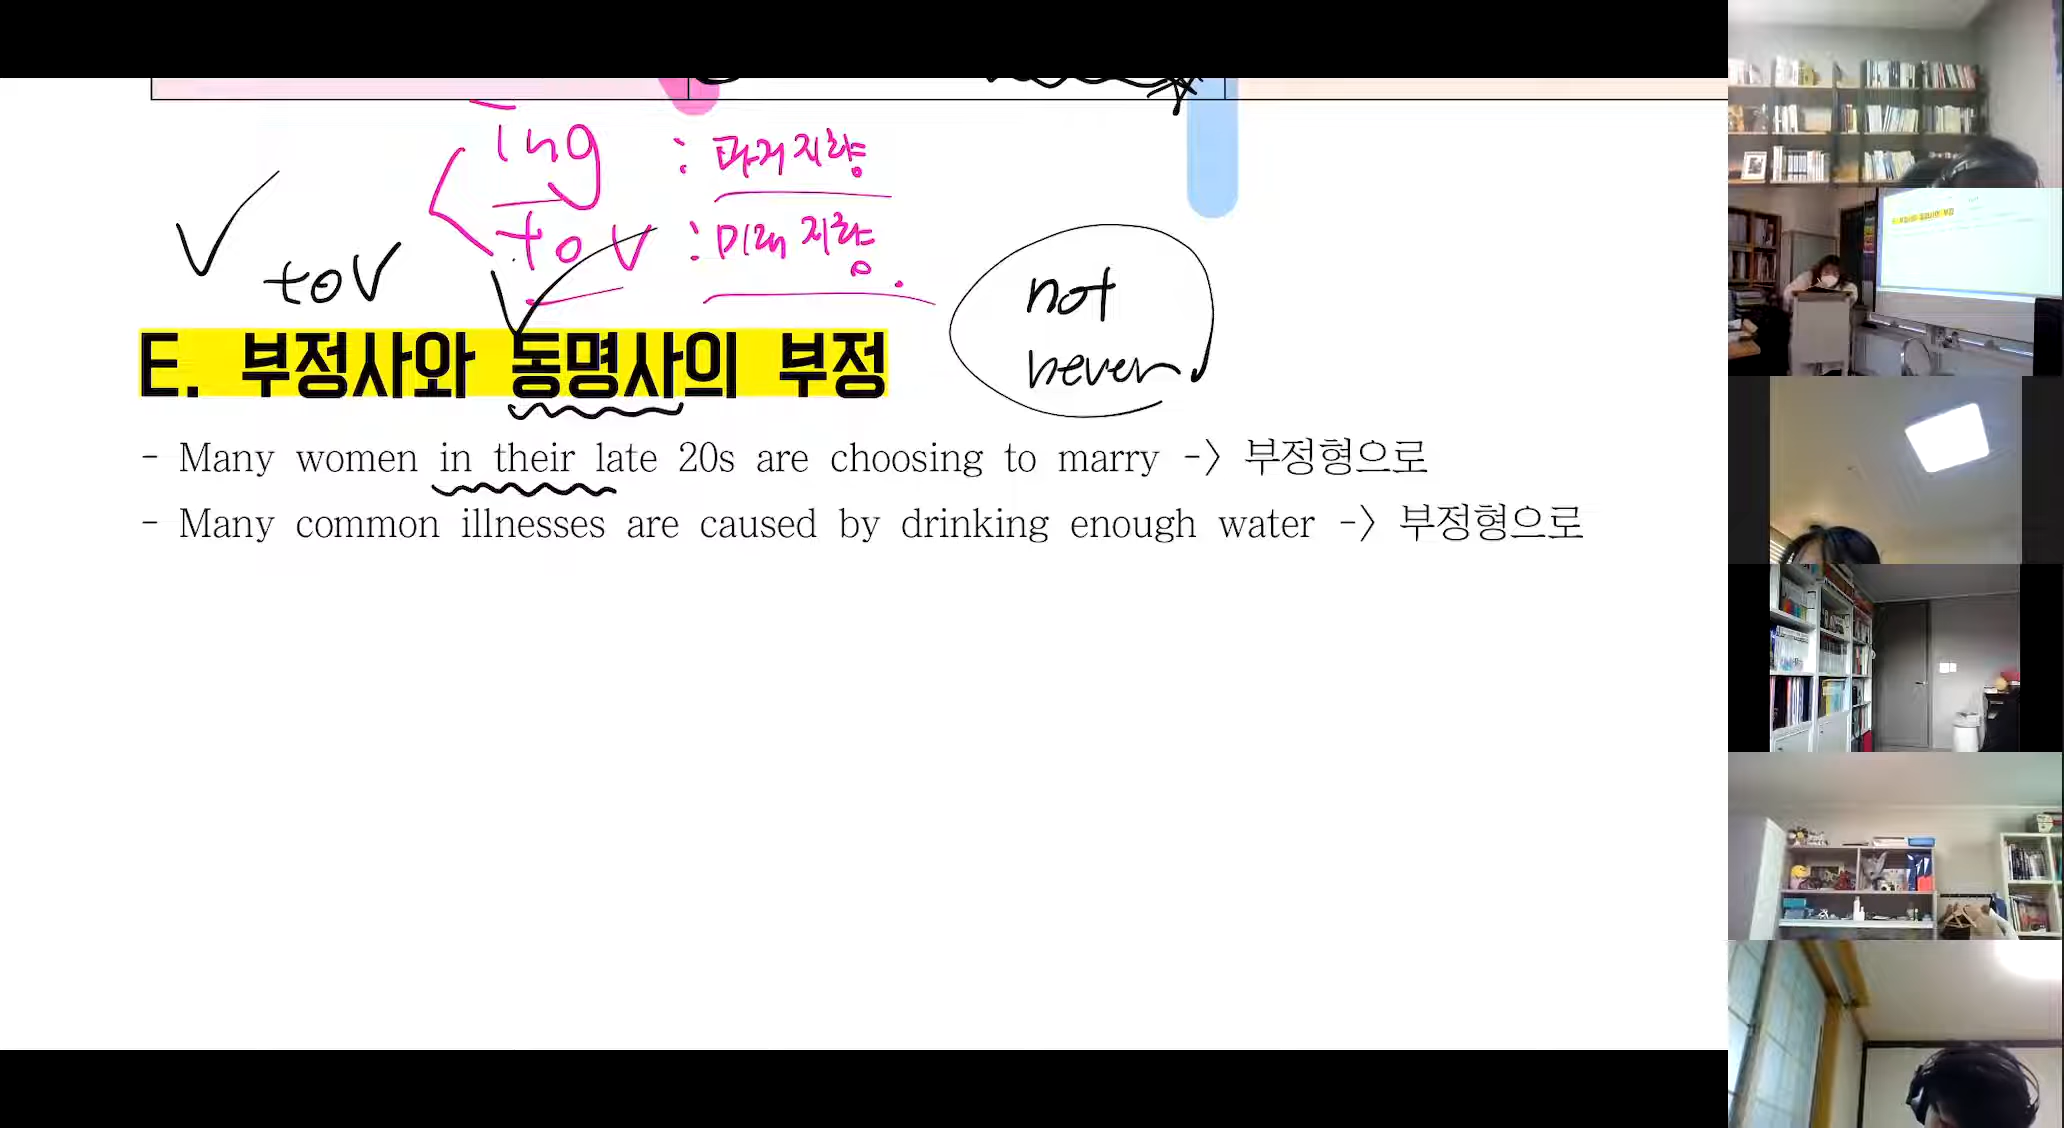 ing : 과거지향
to V : 미래 지향.
to V
not
never
E. 부정사와 동명사의 부정
- Many women in their late 20s are choosing to marry -> 부정형으로
- Many common illnesses are caused by drinking enough water -> 부정형으로